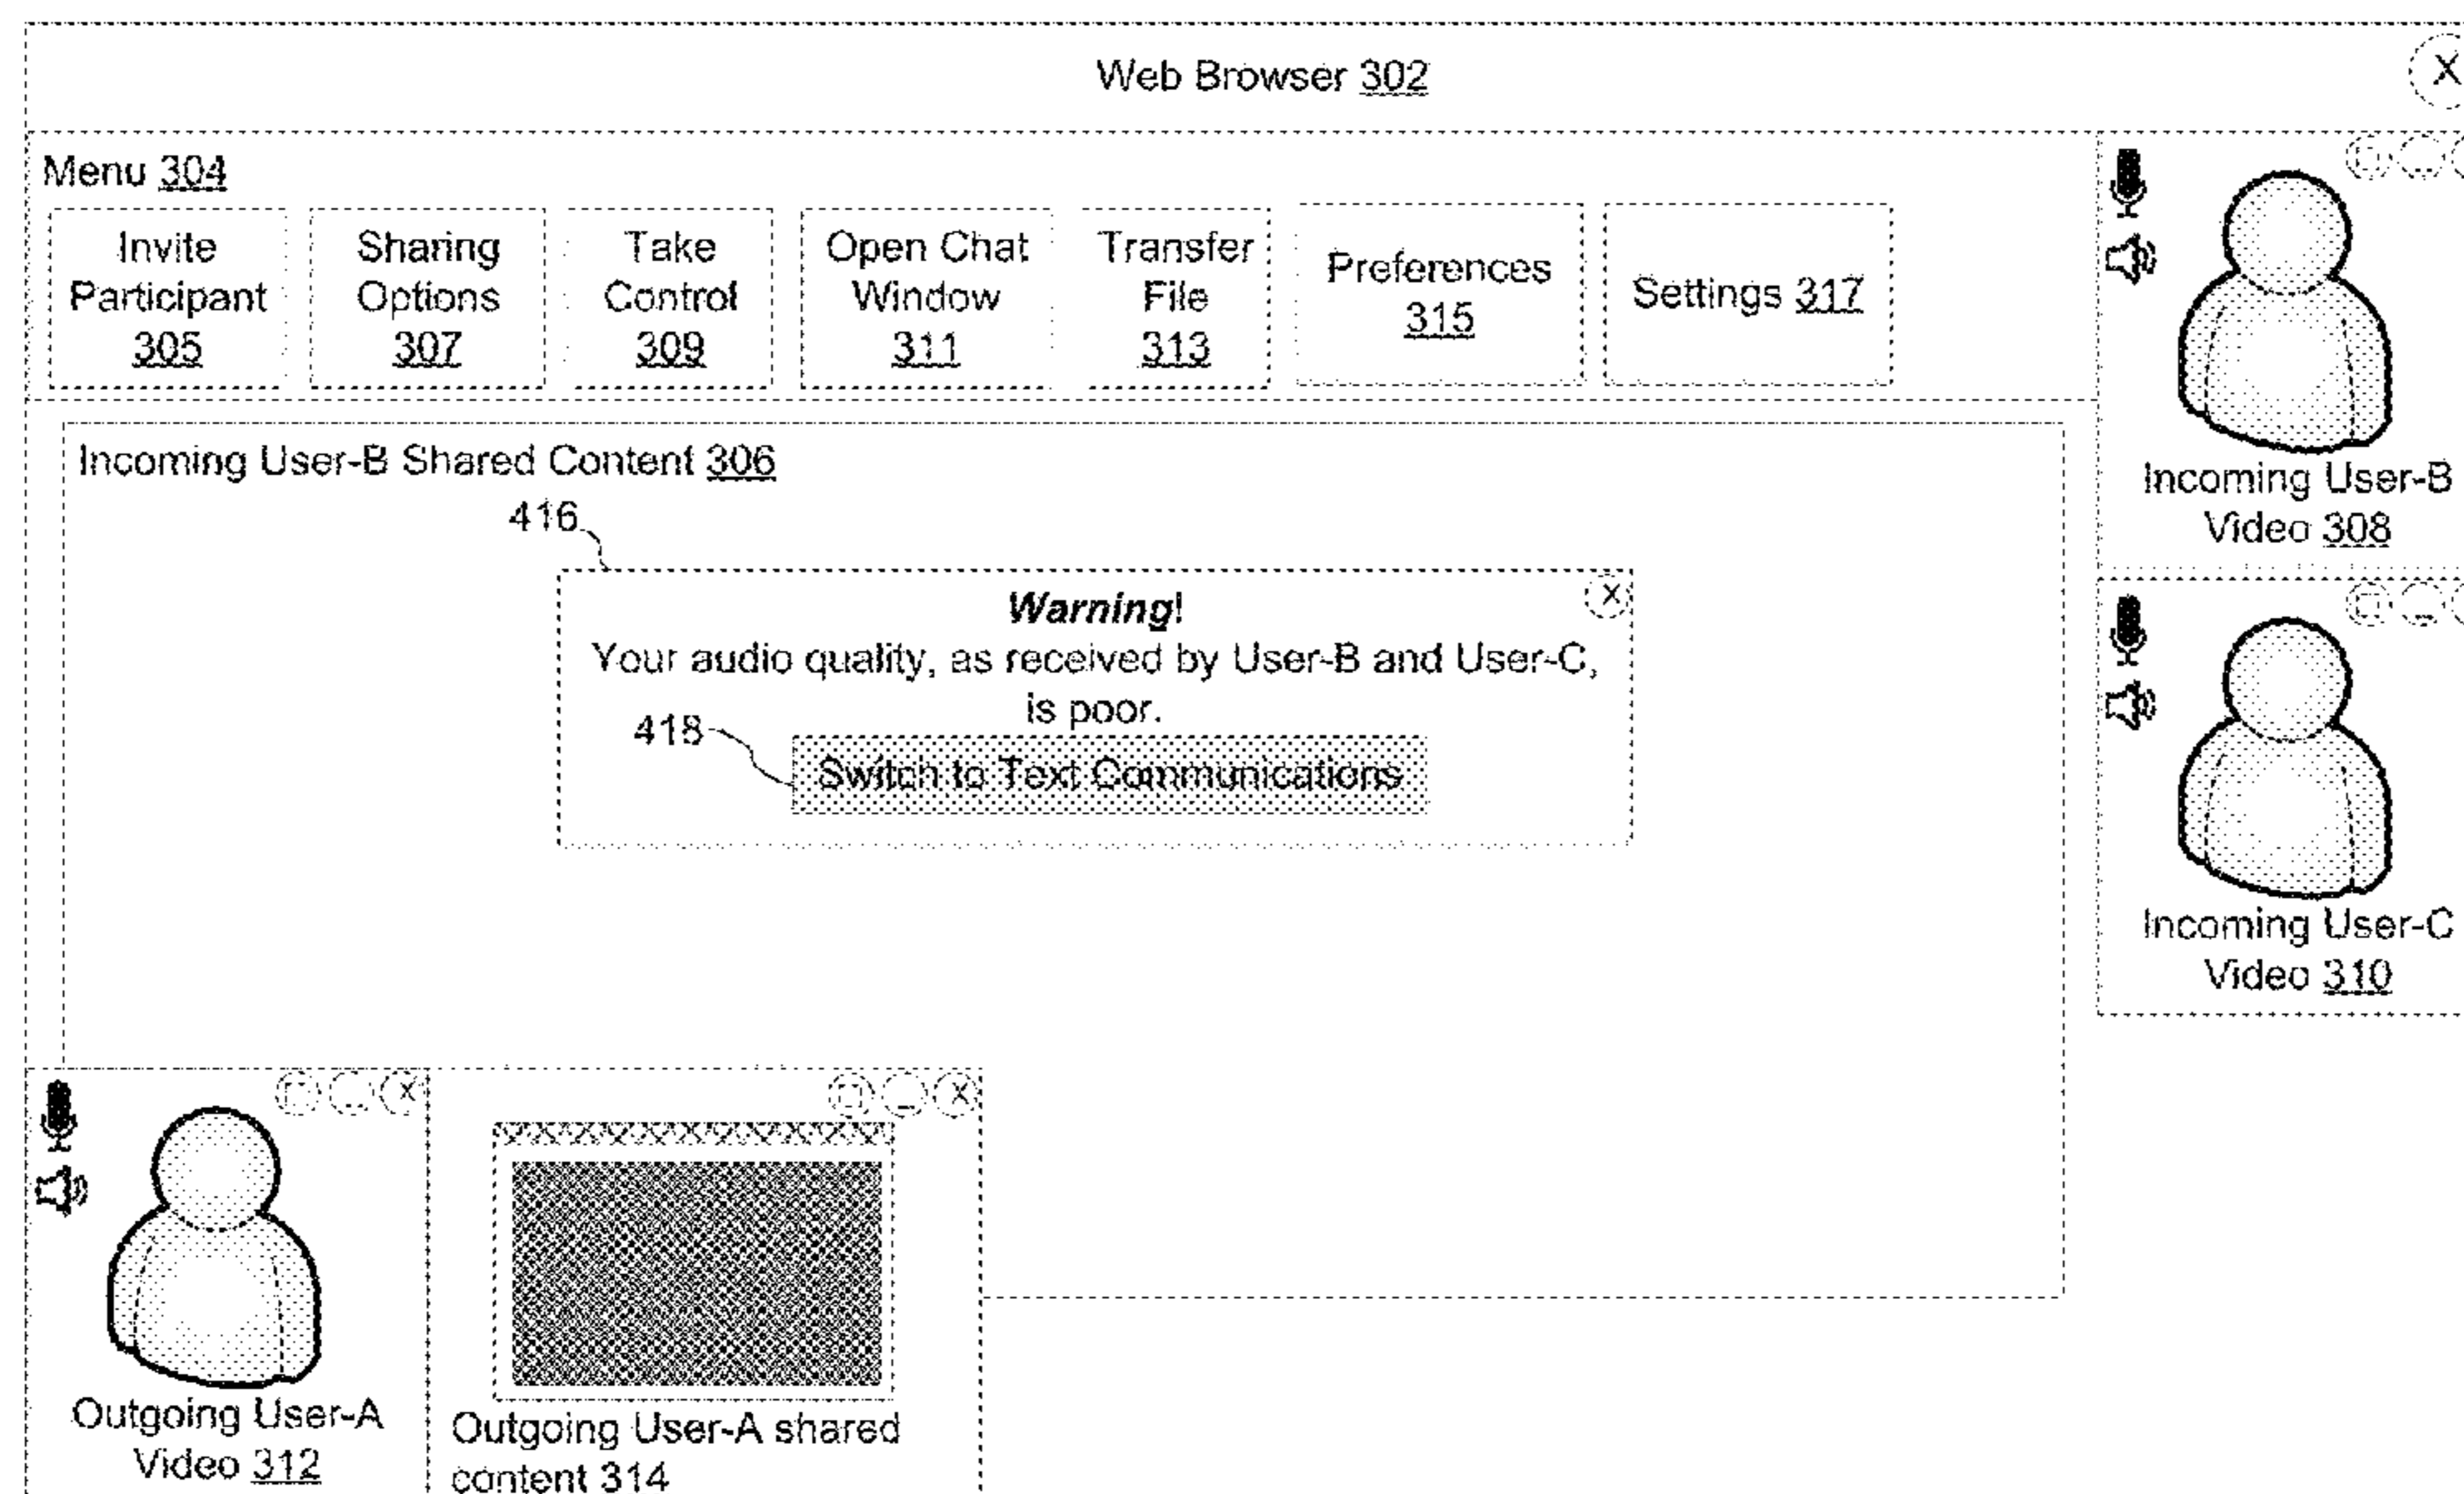 Web Browser 302
X
Menu 304
Invite
Participant
305
Sharing
Options
307
Take
Control
309
Open Chat
Window
311
Transfer
File
313
Preferences
315
Settings 317
Incoming User-B
Video 308
Incoming User-B Shared Content 306
416
Warning!
X
Your audio quality, as received by User-B and User-C,
is poor.
418
Switch to Text Communications
Incoming User-C
Video 310
X
Outgoing User-A
Video 312
X
Outgoing User-A shared
content 314